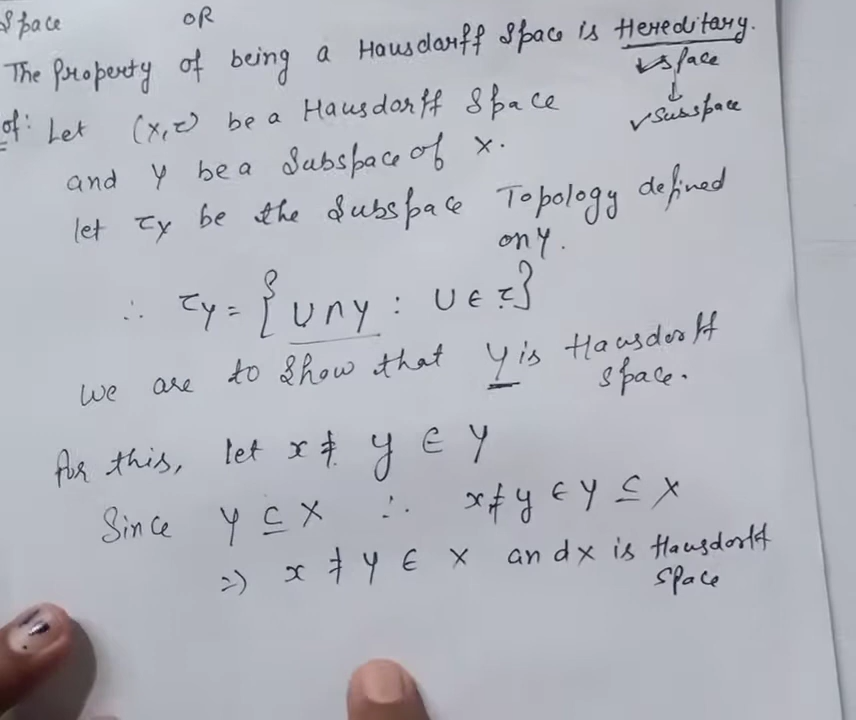 Space OR
The Property of being a Hausdorff Space is Hereditary.
✓space
↓
✓Subspace
of: Let (X,τ) be a Hausdorff Space
and Y be a Subspace of X.
let τy be the Subspace Topology defined
on Y.
∴ τy = { U∩Y : U ∈ τ }
We are to Show that Y is Hausdorff
Space.
For this, let x ≠ y ∈ Y
Since Y ⊆ X ∴ x ≠ y ∈ Y ⊆ X
⇒ x ≠ y ∈ X and X is Hausdorff
Space